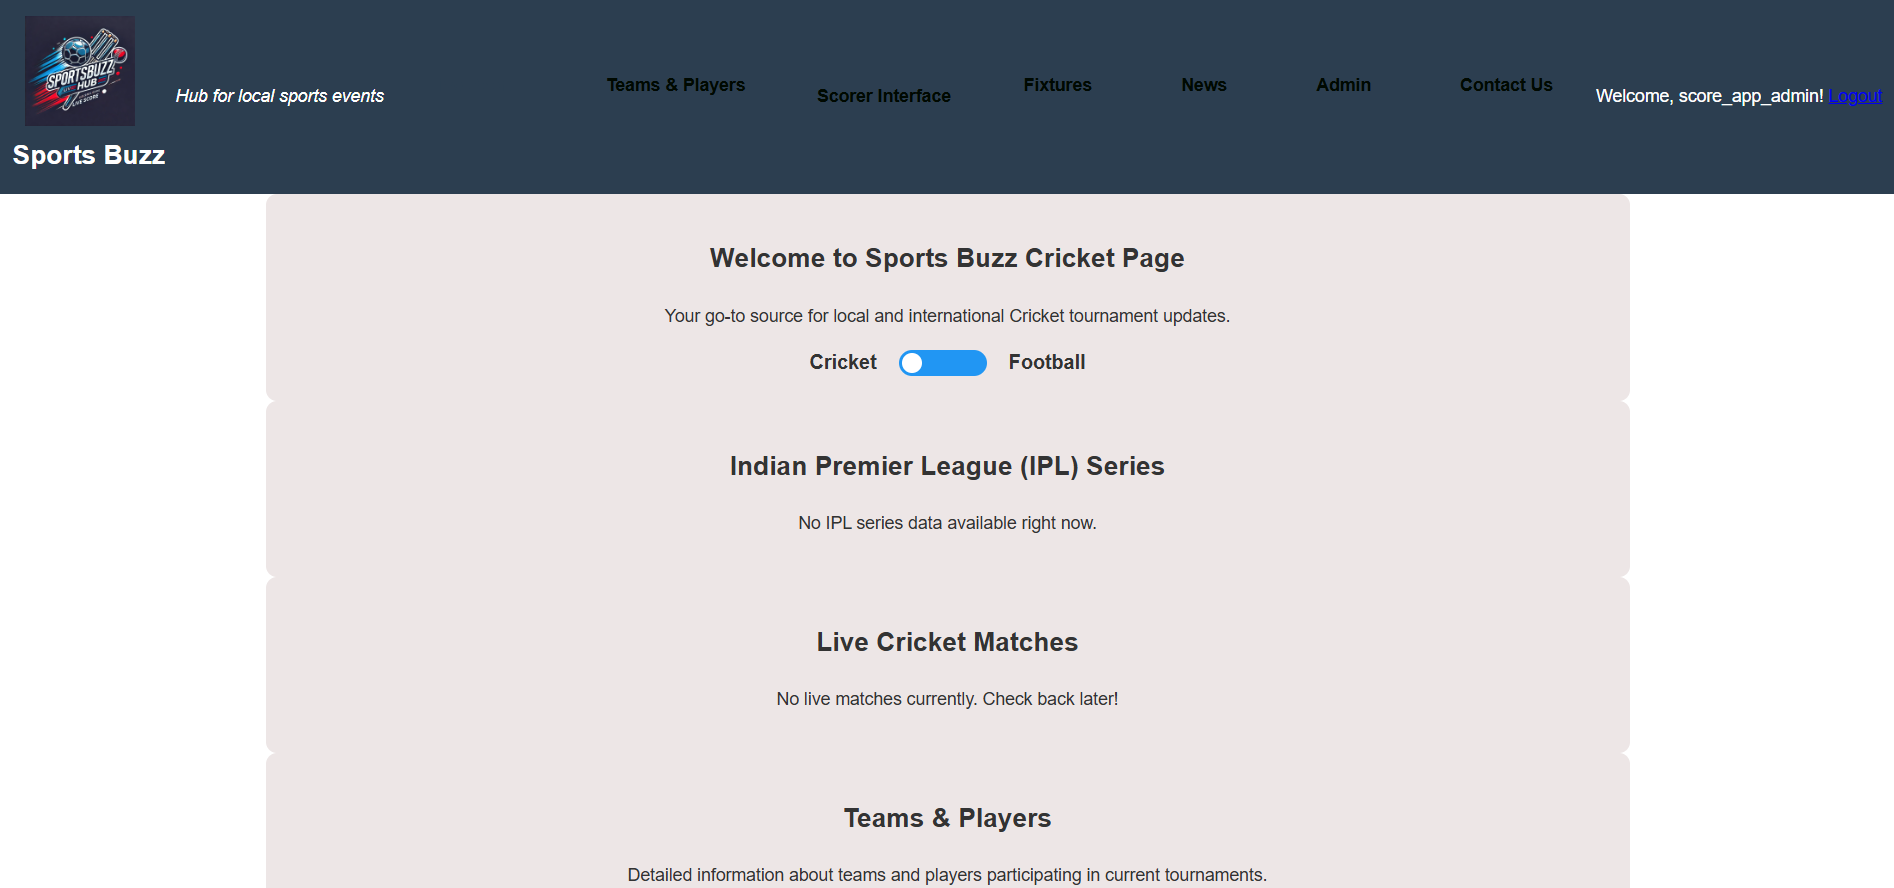 SPORTSBUZZ
HUB
LIVE SCORE
Sports Buzz
Hub for local sports events
Teams & Players
Scorer Interface
Fixtures
News
Admin
Contact Us
Welcome, score_app_admin! Logout
Welcome to Sports Buzz Cricket Page
Your go-to source for local and international Cricket tournament updates.
Cricket Football
Indian Premier League (IPL) Series
No IPL series data available right now.
Live Cricket Matches
No live matches currently. Check back later!
Teams & Players
Detailed information about teams and players participating in current tournaments.